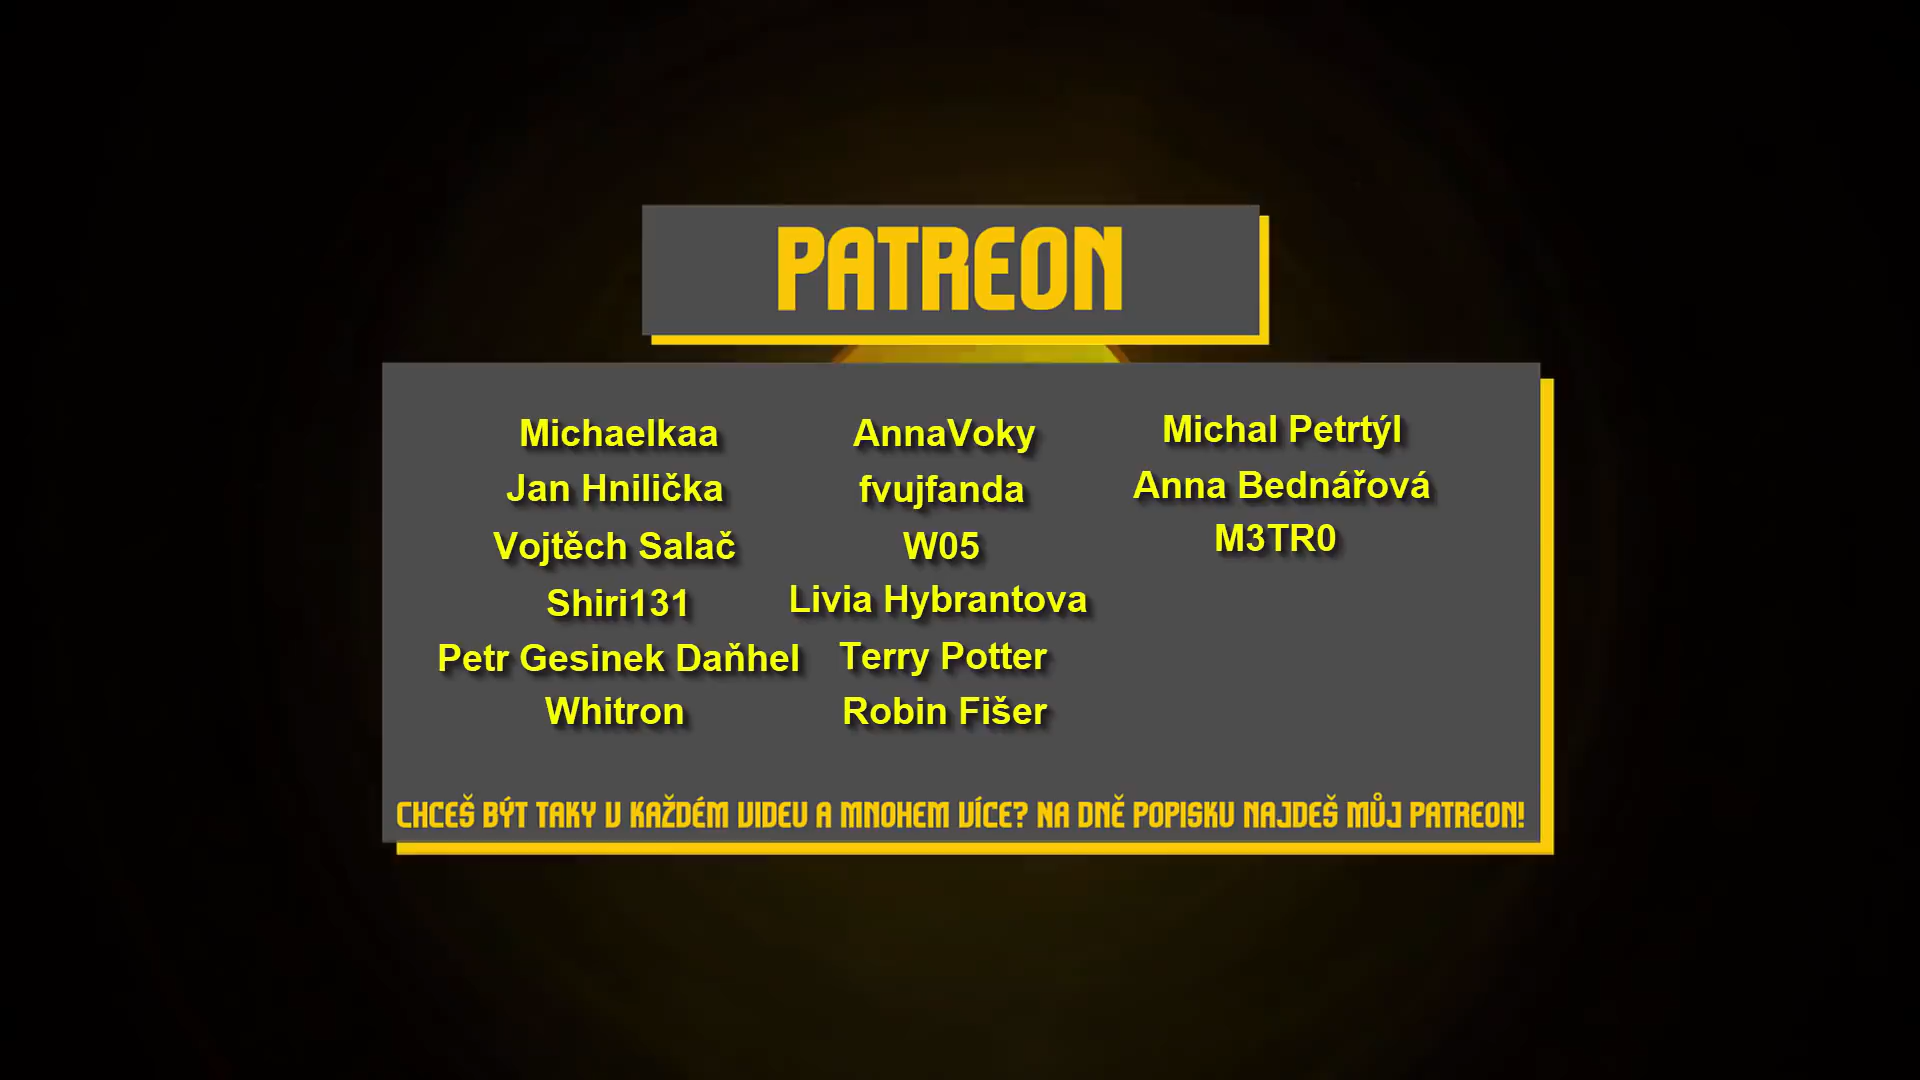 PATREON
Michaelkaa
Jan Hnilička
Vojtěch Salač
Shiri131
Petr Gesinek Daňhel
Whitron
AnnaVoky
fvujfanda
W05
Livia Hybrantova
Terry Potter
Robin Fišer
Michal Petrtýl
Anna Bednářová
M3TR0
CHCEŠ BÝT TAKY V KAŽDÉM VIDEU A MNOHEM VÍCE? NA DNĚ POPISKU NAJDEŠ MŮJ PATREON!